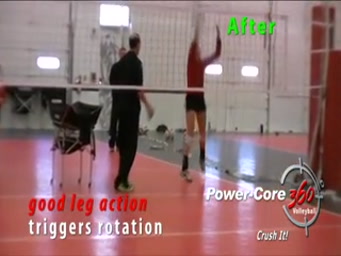 After
Power-Core 360
Volleyball
good leg action
triggers rotation
Crush It!